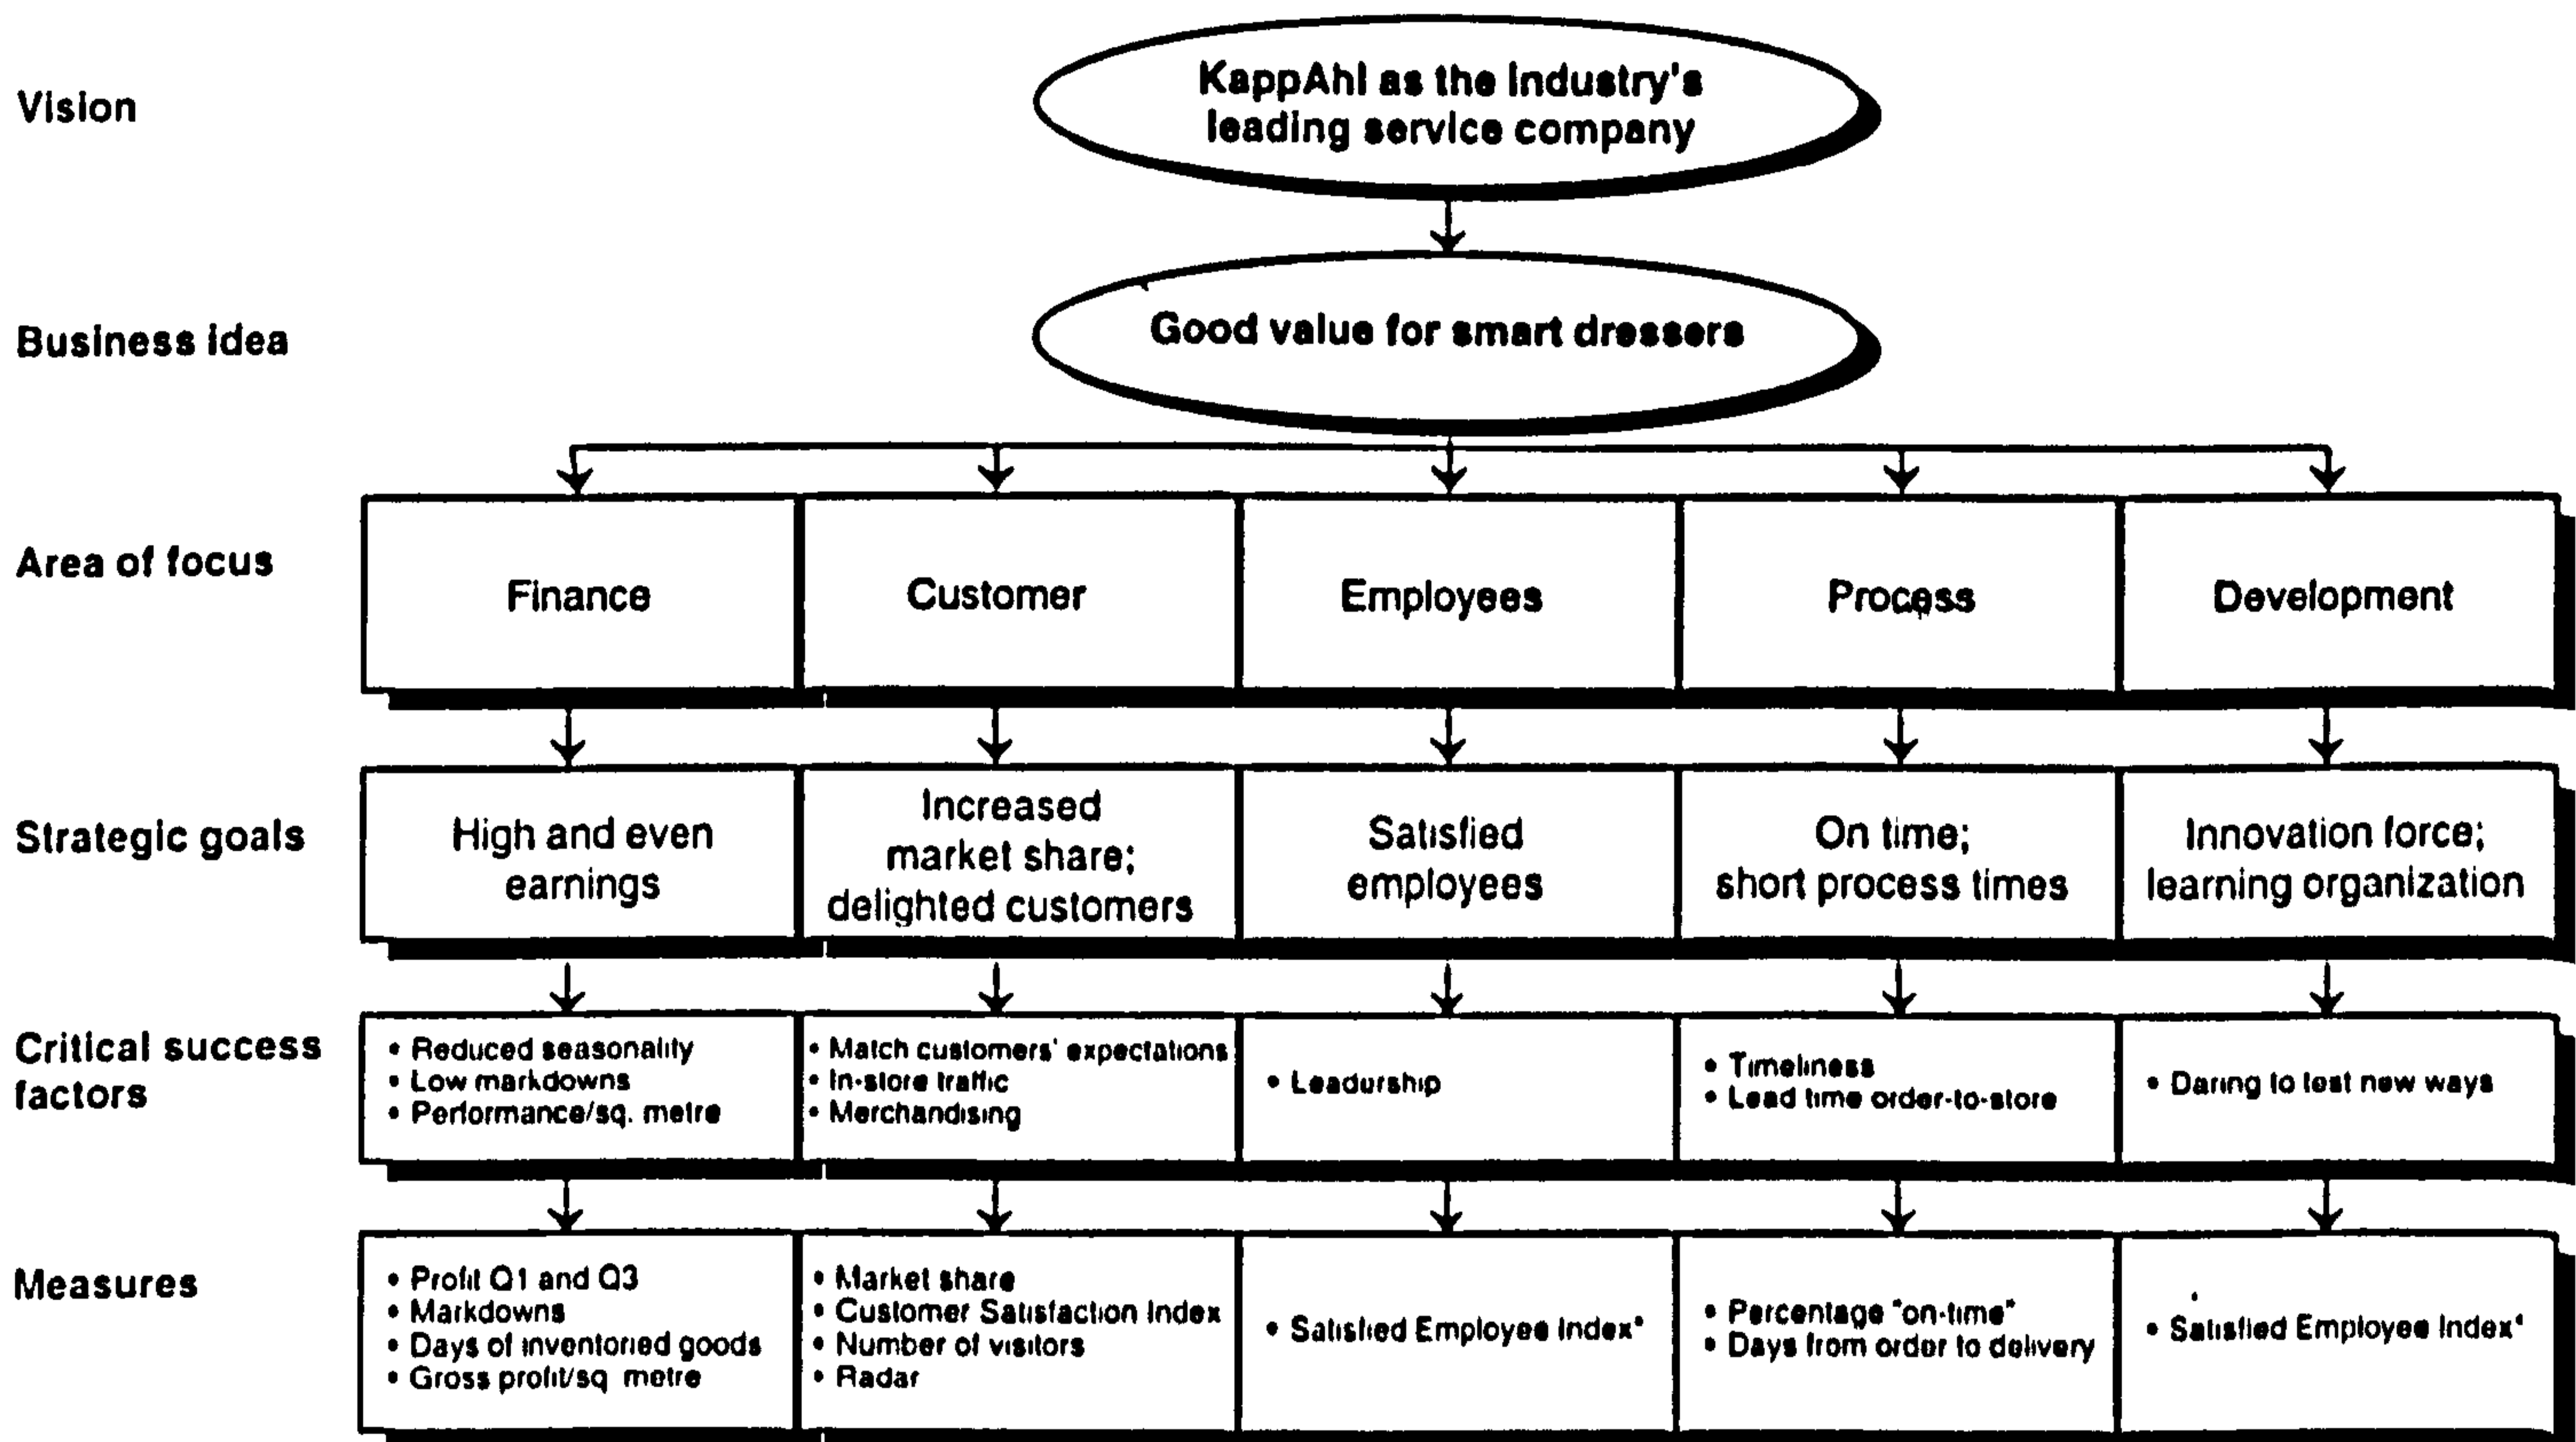 Vision
KappAhl as the Industry's
leading service company
Business idea
Good value for smart dressers
Area of focus
Finance
Customer
Employees
Process
Development
Strategic goals
High and even
earnings
Increased
market share;
delighted customers
Satisfied
employees
On time;
short process times
Innovation force;
learning organization
Critical success
factors
• Reduced seasonality
• Low markdowns
• Performance/sq. metre
• Match customers' expectations
• In-store traffic
• Merchandising
• Leadership
• Timeliness
• Lead time order-to-store
• Daring to test new ways
Measures
• Profit Q1 and Q3
• Markdowns
• Days of inventoried goods
• Gross profit/sq metre
• Market share
• Customer Satisfaction Index
• Number of visitors
• Radar
• Satisfied Employee Index*
• Percentage "on-time"
• Days from order to delivery
• Satisfied Employee Index*